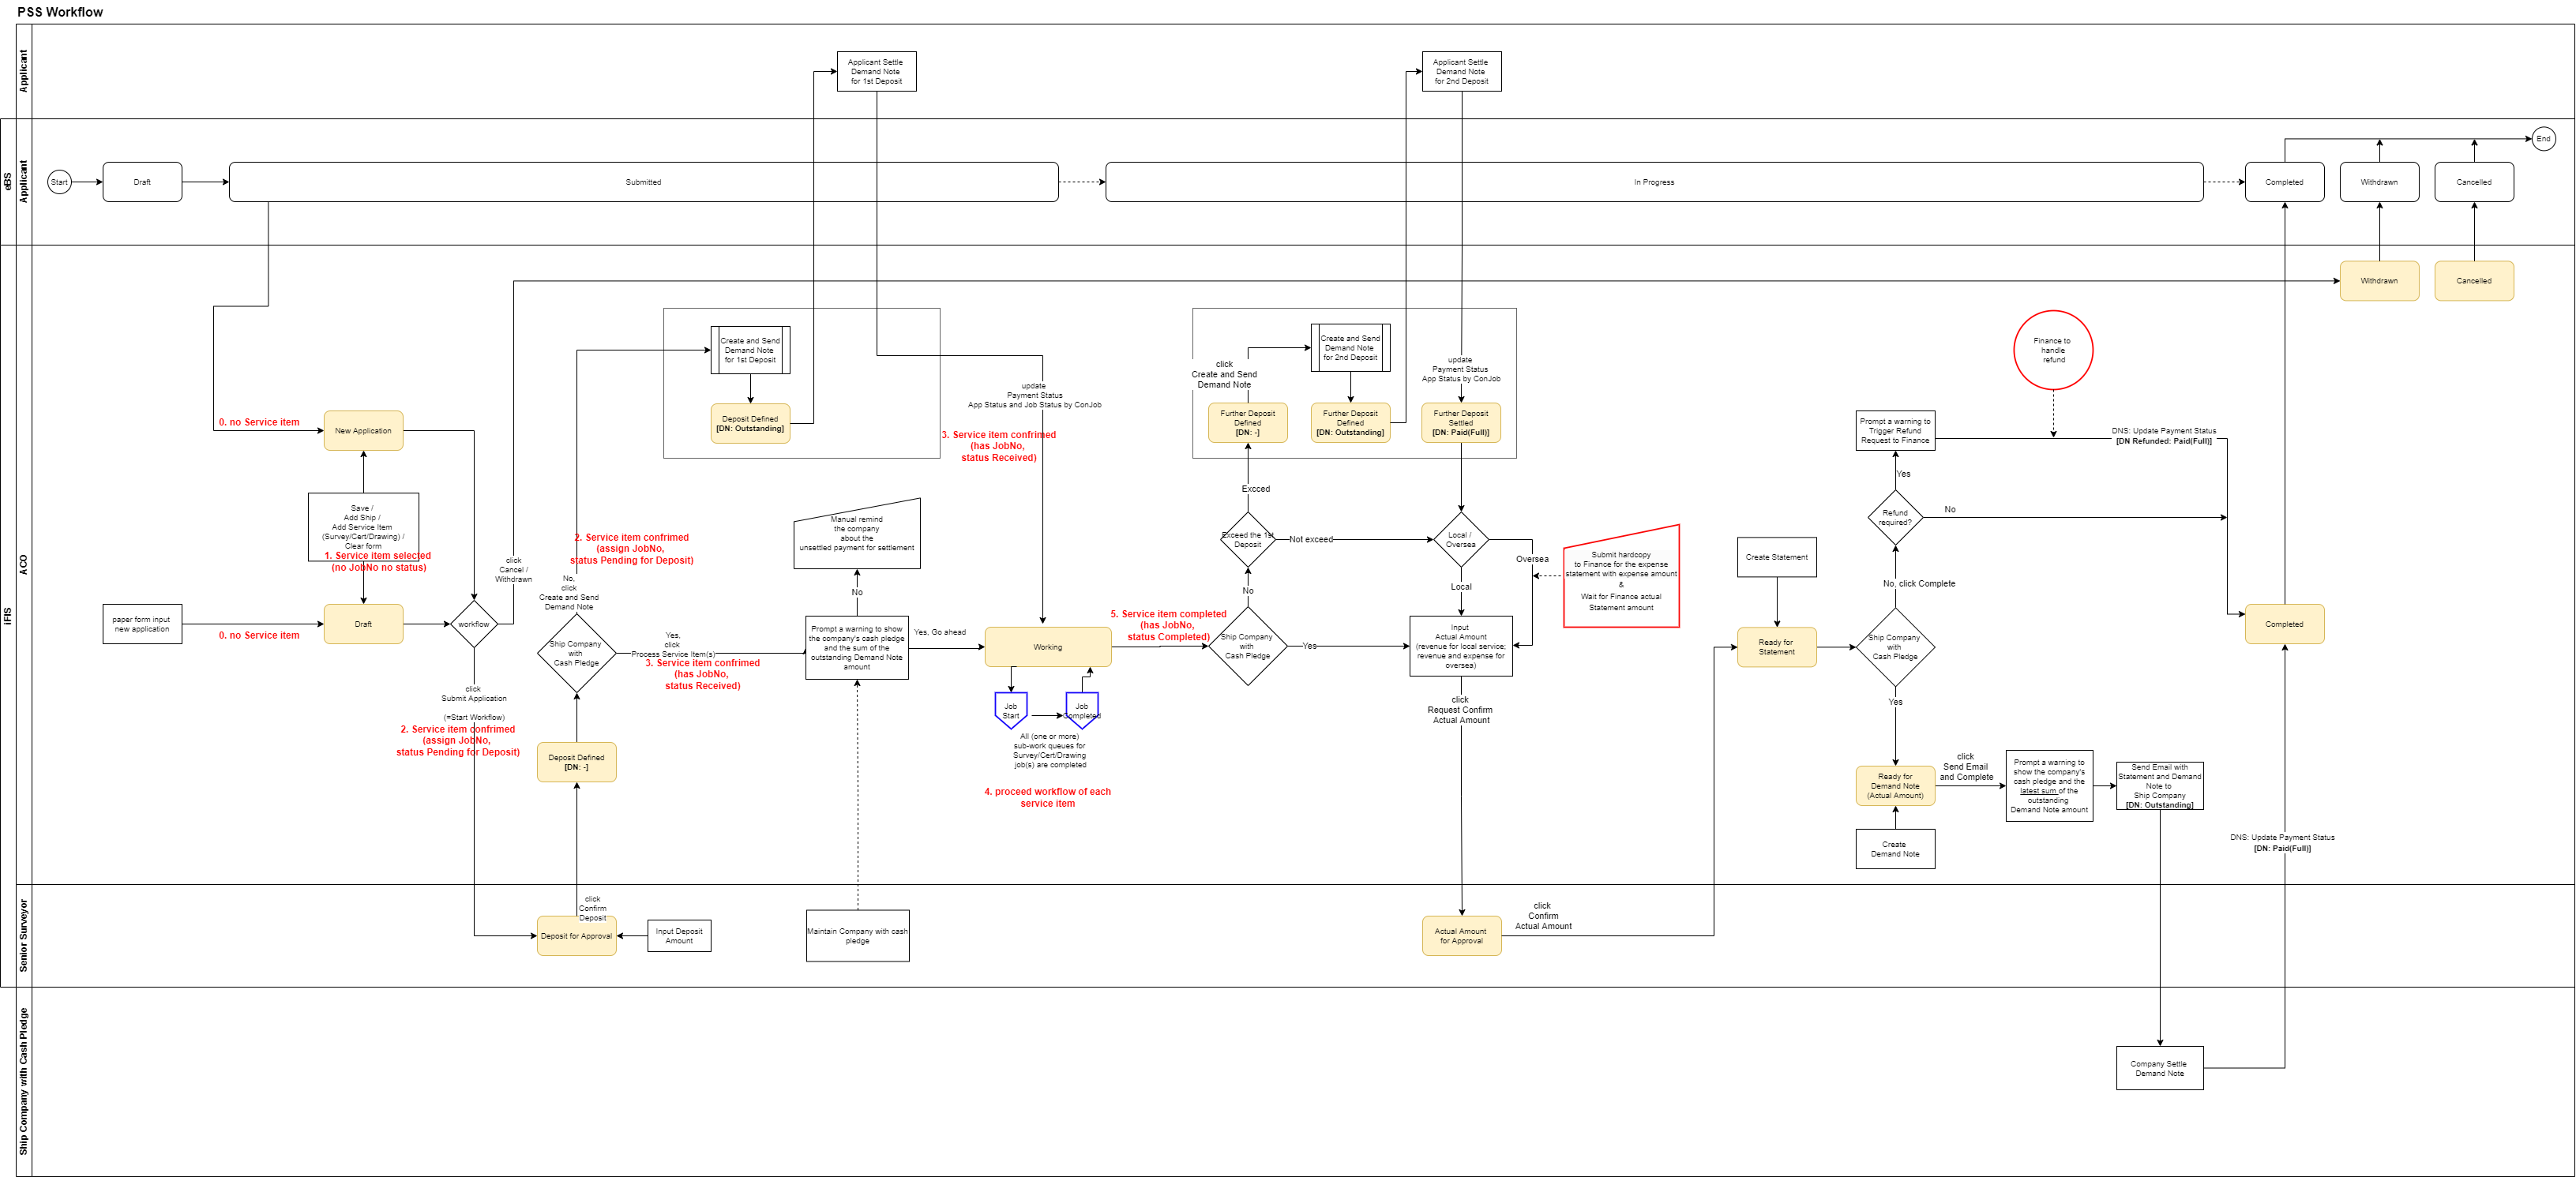 PSS Workflow
Applicant
Applicant Settle
Demand Note
for 1st Deposit
Applicant Settle
Demand Note
for 2nd Deposit
eBS
Applicant
Start
Draft
Submitted
In Progress
Completed
Withdrawn
Cancelled
End
iFIS
ACO
Withdrawn
Cancelled
Create and Send
Demand Note
for 1st Deposit
Deposit Defined
[DN: Outstanding]
update
Payment Status
App Status and Job Status by ConJob
3. Service item confrimed
(has JobNo,
status Received)
click
Create and Send
Demand Note
Create and Send
Demand Note
for 2nd Deposit
update
Payment Status
App Status by ConJob
Further Deposit
Defined
[DN: -]
Further Deposit
Defined
[DN: Outstanding]
Further Deposit
Settled
[DN: Paid(Full)]
Finance to
handle
refund
0. no Service item
New Application
Save /
Add Ship /
Add Service Item
(Survey/Cert/Drawing) /
Clear form
1. Service item selected
(no JobNo no status)
paper form input
new application
0. no Service item
Draft
workflow
click
Cancel /
Withdrawn
click
Submit Application
(=Start Workflow)
2. Service item confrimed
(assign JobNo,
status Pending for Deposit)
2. Service item confrimed
(assign JobNo,
status Pending for Deposit)
No,
click
Create and Send
Demand Note
Ship Company
with
Cash Pledge
Yes,
click
Process Service Item(s)
3. Service item confrimed
(has JobNo,
status Received)
Deposit Defined
[DN: -]
Manual remind
the company
about the
unsettled payment for settlement
No
Prompt a warning to show
the company's cash pledge
and the sum of the
outstanding Demand Note
amount
Yes, Go ahead
Working
Job
Start
Job
Completed
All (one or more)
sub-work queues for
Survey/Cert/Drawing
job(s) are completed
4. proceed workflow of each
service item
5. Service item completed
(has JobNo,
status Completed)
Ship Company
with
Cash Pledge
No
Yes
Exceed the 1st
Deposit
Excced
Not exceed
Local /
Oversea
Oversea
Local
Input
Actual Amount
(revenue for local service;
revenue and expense for
oversea)
Submit hardcopy
to Finance for the expense
statement with expense amount
&
Wait for Finance actual
Statement amount
click
Request Confirm
Actual Amount
Create Statement
Ready for
Statement
Ship Company
with
Cash Pledge
No, click Complete
Refund
required?
Yes
No
Prompt a warning to
Trigger Refund
Request to Finance
DNS: Update Payment Status
[DN Refunded: Paid(Full)]
Yes
Ready for
Demand Note
(Actual Amount)
Create
Demand Note
click
Send Email
and Complete
Prompt a warning to
show the company's
cash pledge and the
latest sum of the
outstanding
Demand Note amount
Send Email with
Statement and Demand
Note to
Ship Company
[DN: Outstanding]
Completed
DNS: Update Payment Status
[DN: Paid(Full)]
Senior Surveyor
click
Confirm
Deposit
Deposit for Approval
Input Deposit
Amount
Maintain Company with cash
pledge
Actual Amount
for Approval
click
Confirm
Actual Amount
Ship Company with Cash Pledge
Company Settle
Demand Note